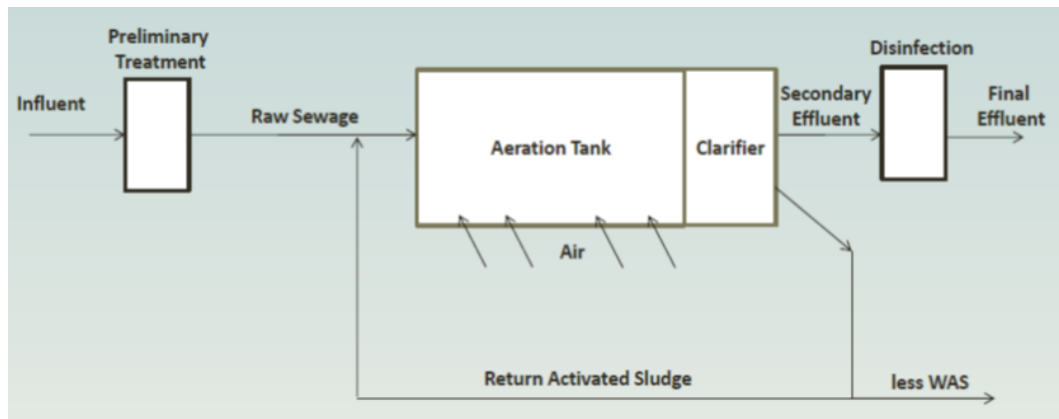 Preliminary
Treatment
Disinfection
Influent
Raw Sewage
Aeration Tank
Clarifier
Secondary
Effluent
Final
Effluent
Air
Return Activated Sludge
less WAS